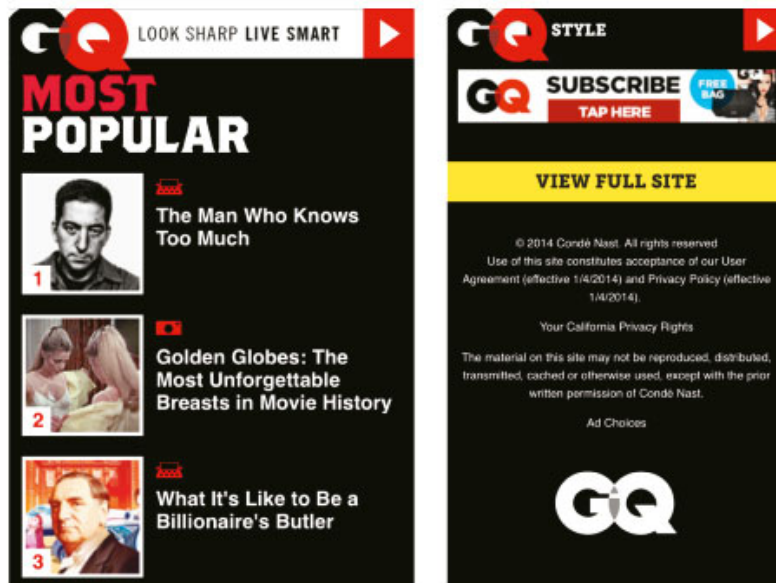 GQ LOOK SHARP LIVE SMART
MOST
POPULAR
1
The Man Who Knows
Too Much
2
Golden Globes: The
Most Unforgettable
Breasts in Movie History
3
What It's Like to Be a
Billionaire's Butler
GQ STYLE
GQ SUBSCRIBE
TAP HERE
FREE
BAG
GQ
VIEW FULL SITE
© 2014 Condé Nast. All rights reserved
Use of this site constitutes acceptance of our User
Agreement (effective 1/4/2014) and Privacy Policy (effective
1/4/2014).
Your California Privacy Rights
The material on this site may not be reproduced, distributed,
transmitted, cached or otherwise used, except with the prior
written permission of Condé Nast.
Ad Choices
GQ